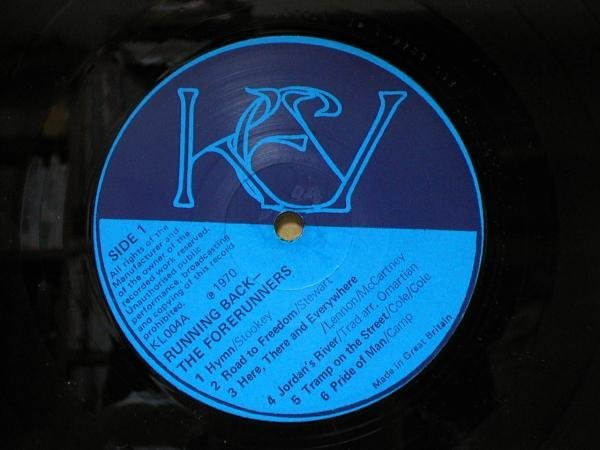 KEY
SIDE 1
All rights of the
Manufacturer and
of the owner of the
recorded work reserved.
Unauthorised public
performance, broadcasting
and copying of this record
prohibited.
KL004A
℗ 1970
RUNNING BACK—
THE FORERUNNERS
1 Hymn/Stookey
2 Road to Freedom/Stewart
3 Here, There and Everywhere
/Lennon/McCartney
4 Jordan's River/Trad arr. Omartian
5 Tramp on the Street/Cole/Cole
6 Pride of Man/Camp
Made in Great Britain